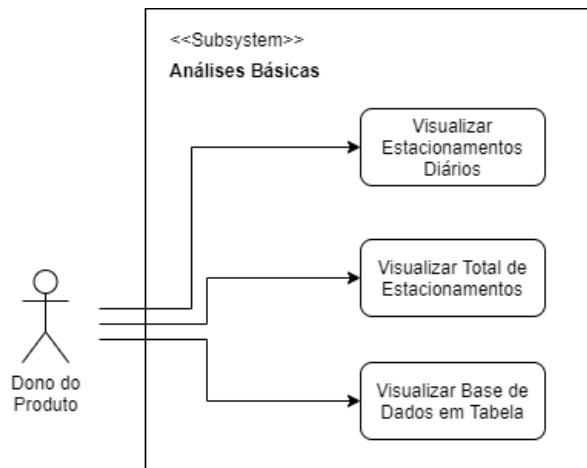 <<Subsystem>>
Análises Básicas
Visualizar
Estacionamentos
Diários
Visualizar Total de
Estacionamentos
Dono do
Produto
Visualizar Base de
Dados em Tabela